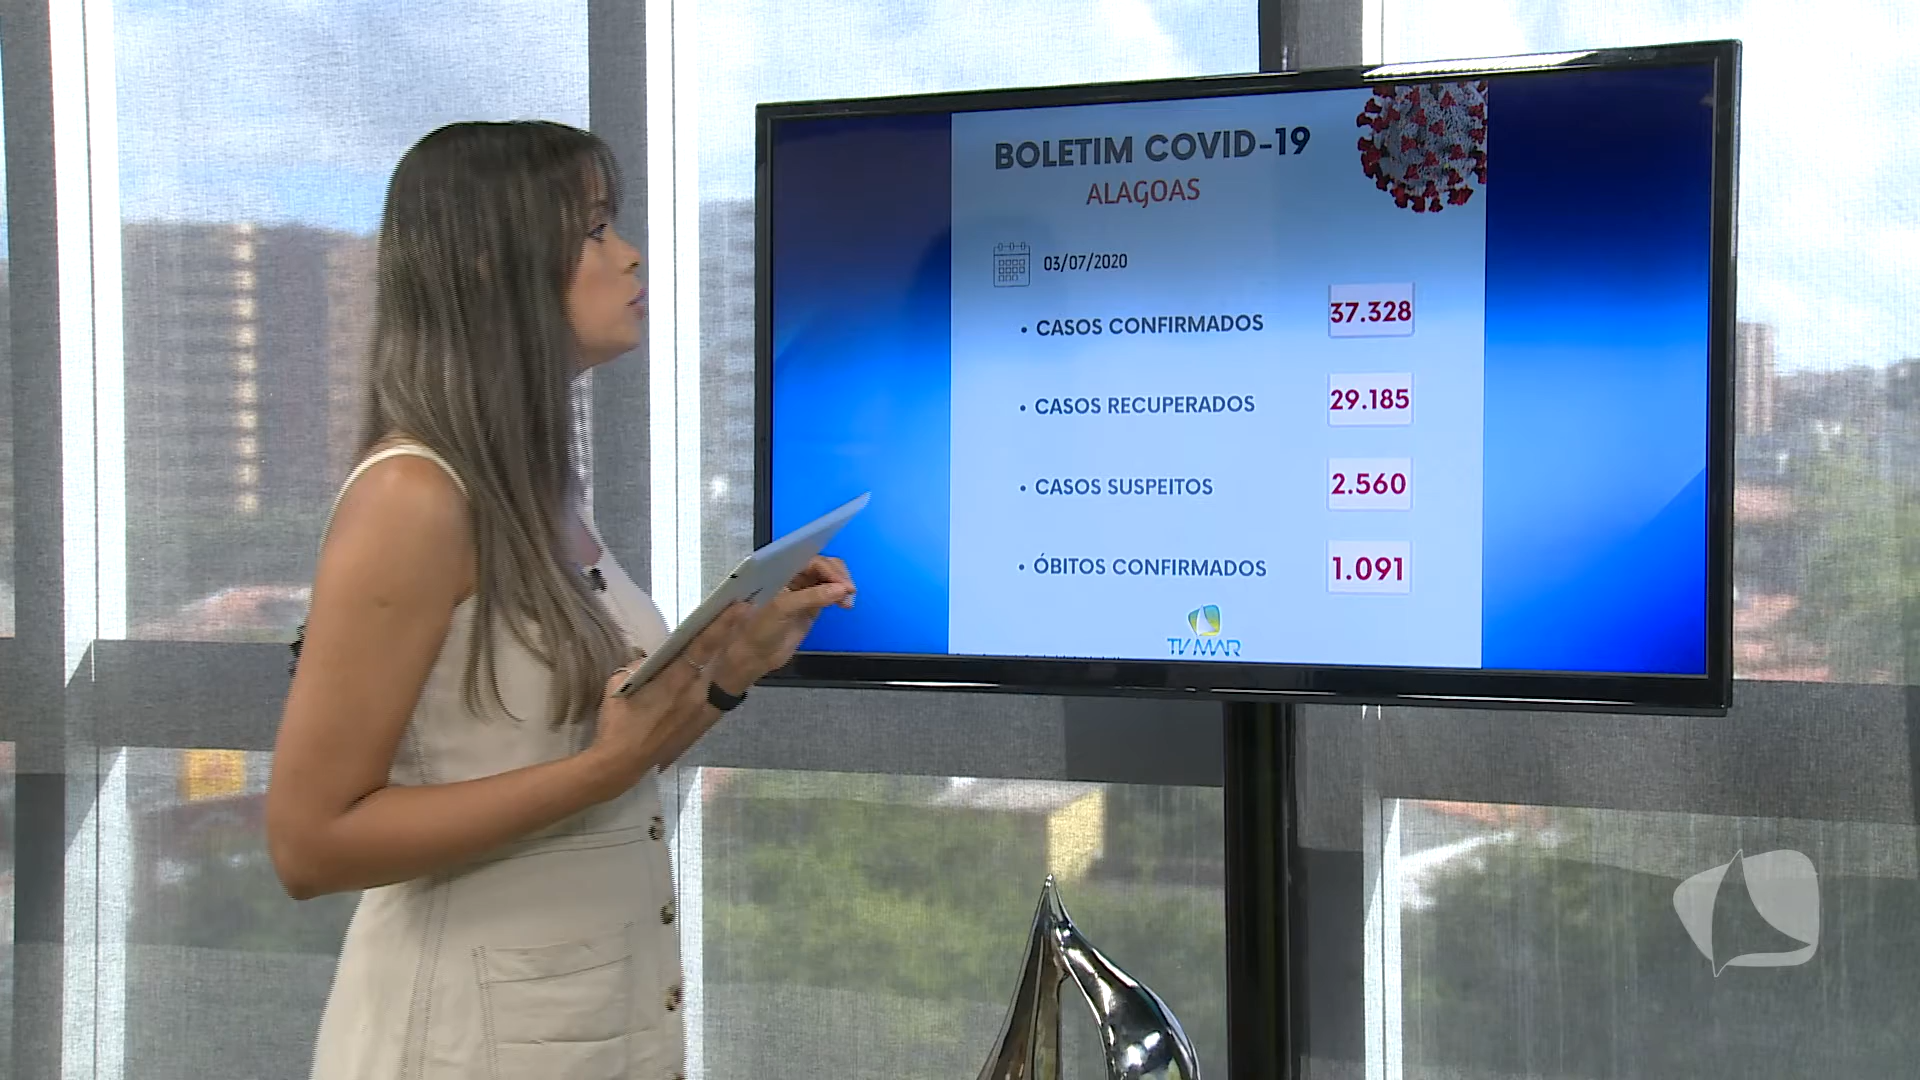 BOLETIM COVID-19
ALAGOAS
03/07/2020
• CASOS CONFIRMADOS 37.328
• CASOS RECUPERADOS 29.185
• CASOS SUSPEITOS 2.560
• ÓBITOS CONFIRMADOS 1.091
TV MAR